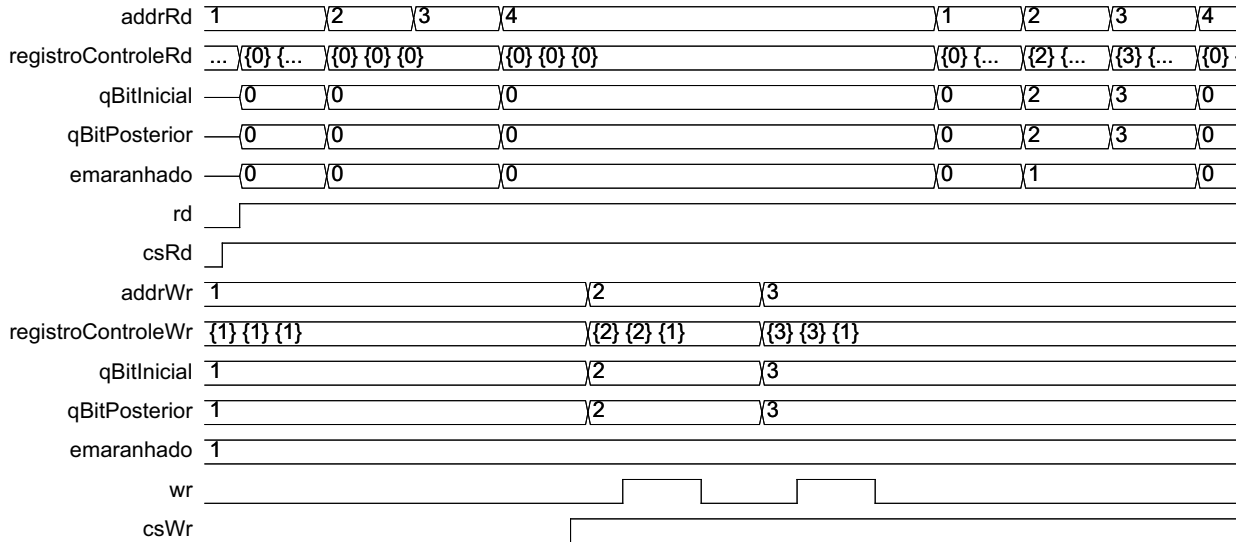 addrRd 1 2 3 4 1 2 3 4
registroControleRd ... {0} {... {0} {0} {0} {0} {0} {0} {0} {... {2} {... {3} {... {0} {
qBitInicial 0 0 0 0 2 3 0
qBitPosterior 0 0 0 0 2 3 0
emaranhado 0 0 0 0 1 0
rd
csRd
addrWr 1 2 3
registroControleWr {1} {1} {1} {2} {2} {1} {3} {3} {1}
qBitInicial 1 2 3
qBitPosterior 1 2 3
emaranhado 1
wr
csWr